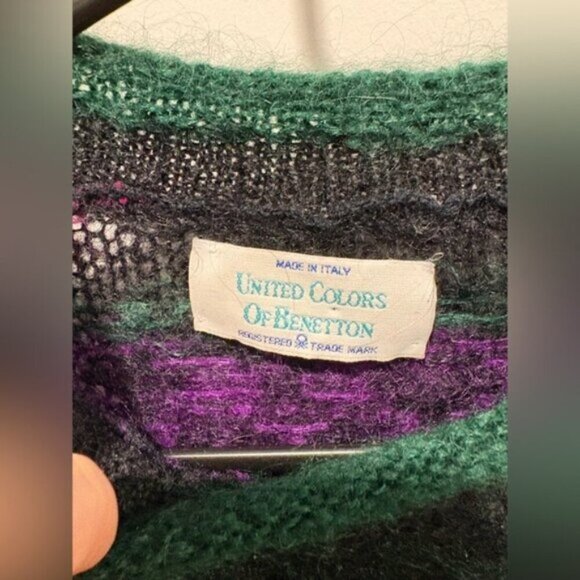 MADE IN ITALY
UNITED COLORS
OF BENETTON
REGISTERED TRADE MARK